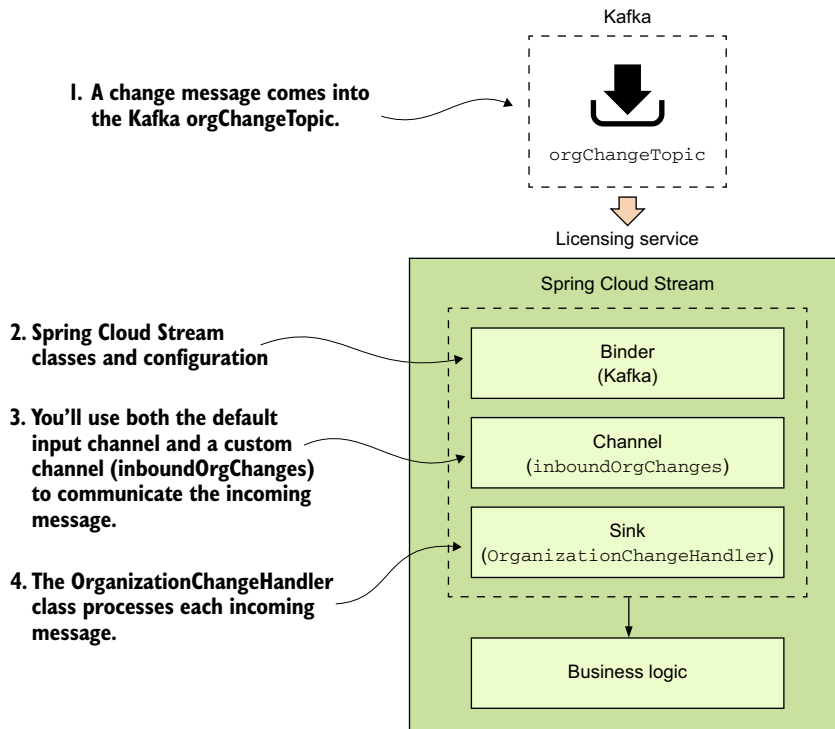 Kafka
1. A change message comes into
the Kafka orgChangeTopic.
orgChangeTopic
Licensing service
Spring Cloud Stream
2. Spring Cloud Stream
classes and configuration
Binder
(Kafka)
3. You’ll use both the default
input channel and a custom
channel (inboundOrgChanges)
to communicate the incoming
message.
Channel
(inboundOrgChanges)
Sink
(OrganizationChangeHandler)
4. The OrganizationChangeHandler
class processes each incoming
message.
Business logic